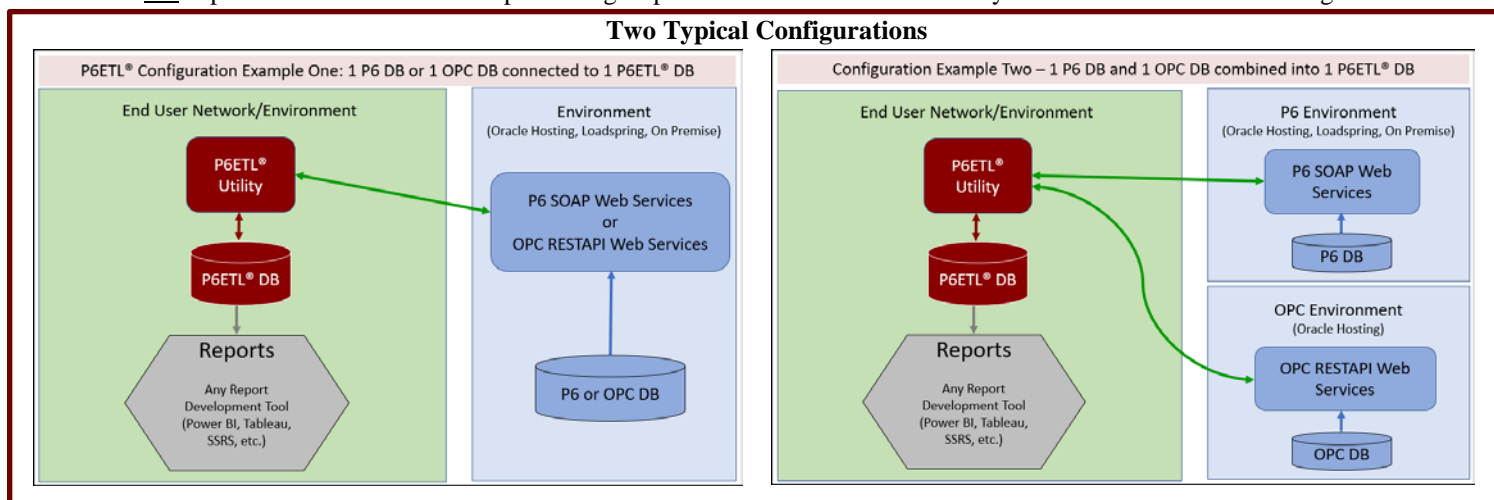 Two Typical Configurations
P6ETL® Configuration Example One: 1 P6 DB or 1 OPC DB connected to 1 P6ETL® DB
End User Network/Environment
P6ETL®
Utility
P6ETL® DB
Reports
Any Report
Development Tool
(Power BI, Tableau,
SSRS, etc.)
Environment
(Oracle Hosting, Loadspring, On Premise)
P6 SOAP Web Services
or
OPC RESTAPI Web Services
P6 or OPC DB
Configuration Example Two – 1 P6 DB and 1 OPC DB combined into 1 P6ETL® DB
End User Network/Environment
P6ETL®
Utility
P6ETL® DB
Reports
Any Report
Development Tool
(Power BI, Tableau,
SSRS, etc.)
P6 Environment
(Oracle Hosting, Loadspring, On Premise)
P6 SOAP Web
Services
P6 DB
OPC Environment
(Oracle Hosting)
OPC RESTAPI Web
Services
OPC DB